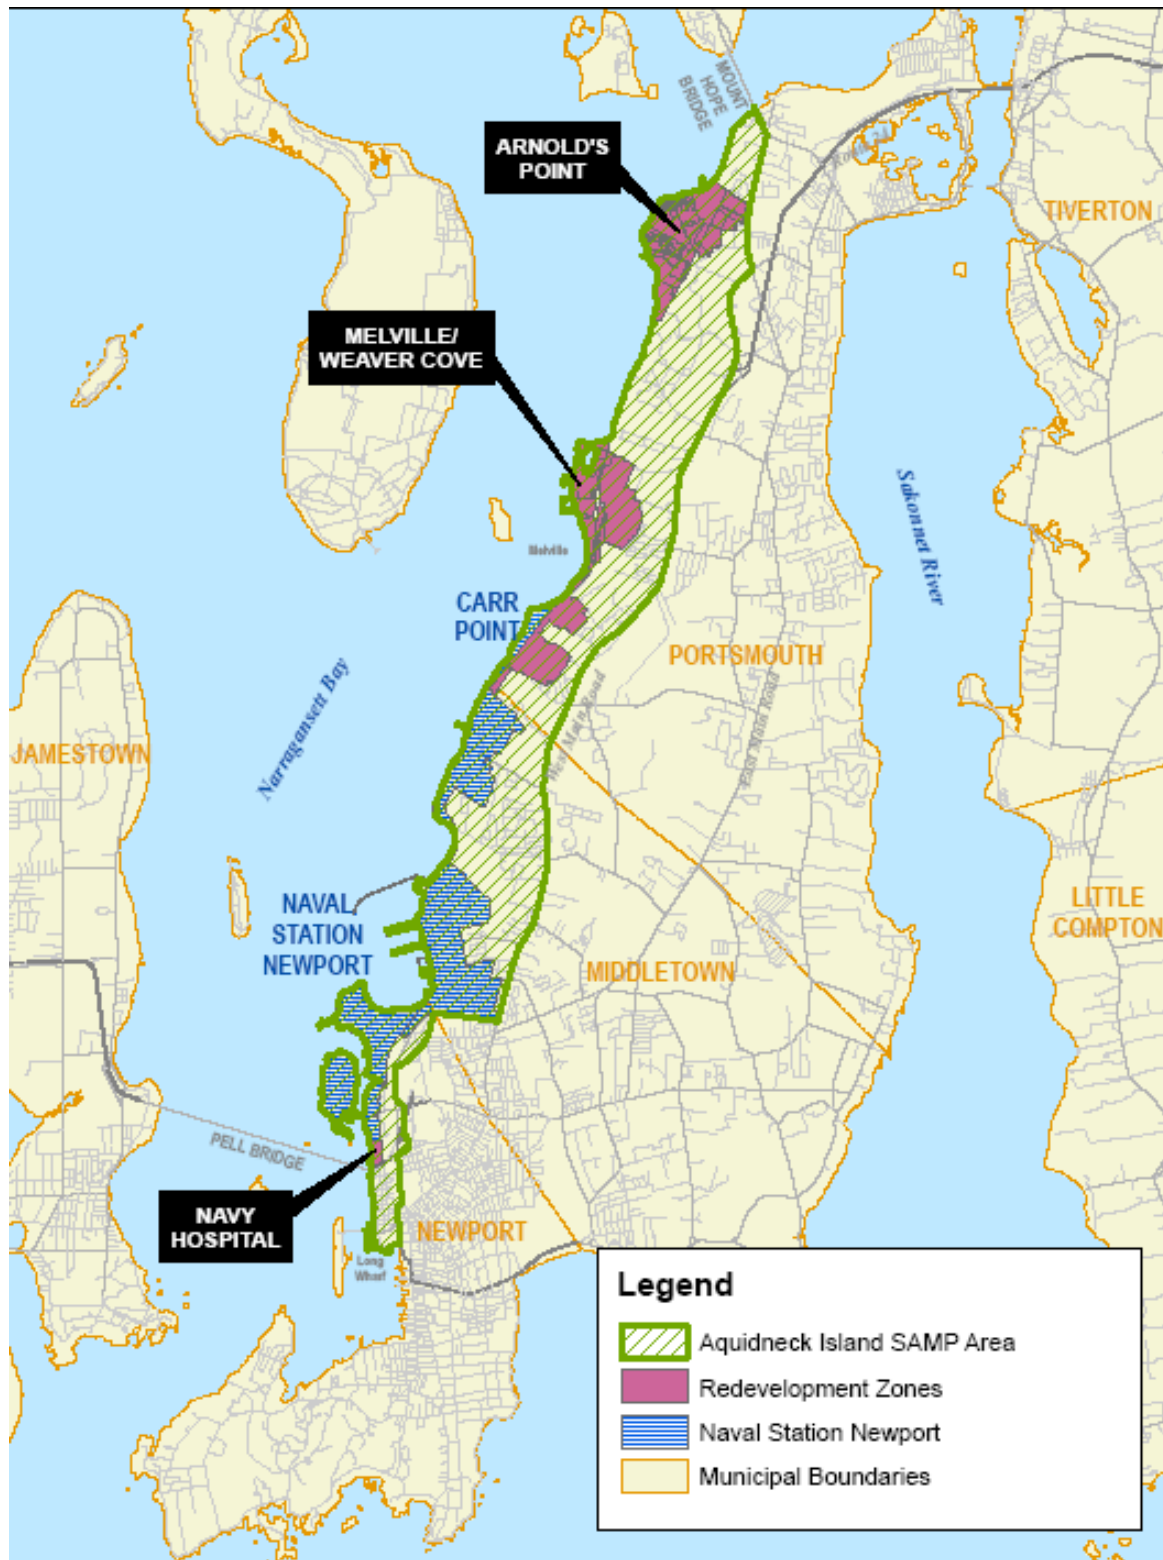 MOUNT
HOPE
BRIDGE
ARNOLD'S
POINT
Route 24
TIVERTON
MELVILLE/
WEAVER COVE
Sakonnet River
Melville
CARR
POINT
PORTSMOUTH
Narragansett Bay
West Main Road
East Main Road
JAMESTOWN
NAVAL
STATION
NEWPORT
LITTLE
COMPTON
MIDDLETOWN
PELL BRIDGE
NAVY
HOSPITAL
NEWPORT
Long
Wharf
Legend
Aquidneck Island SAMP Area
Redevelopment Zones
Naval Station Newport
Municipal Boundaries